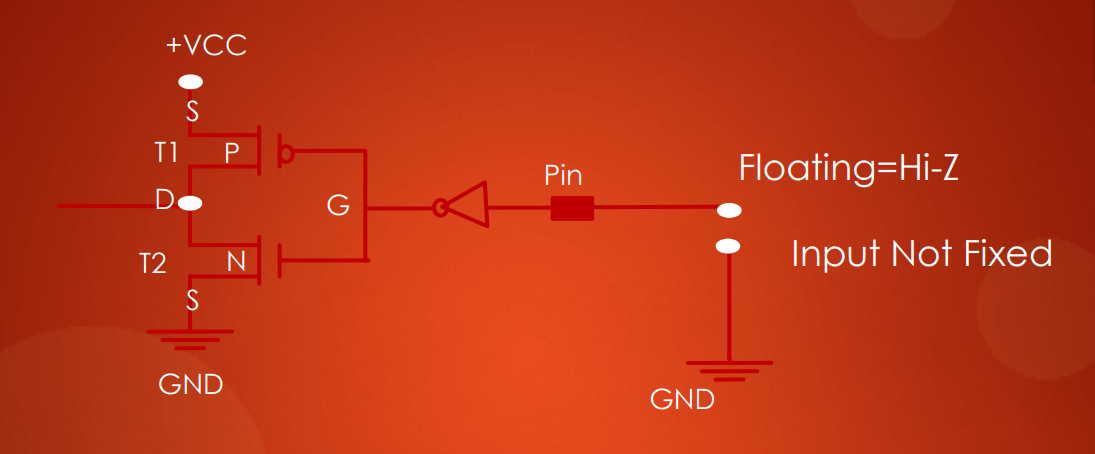 +VCC
S
T1
P
D
G
Pin
Floating=Hi-Z
Input Not Fixed
T2
N
S
GND
GND